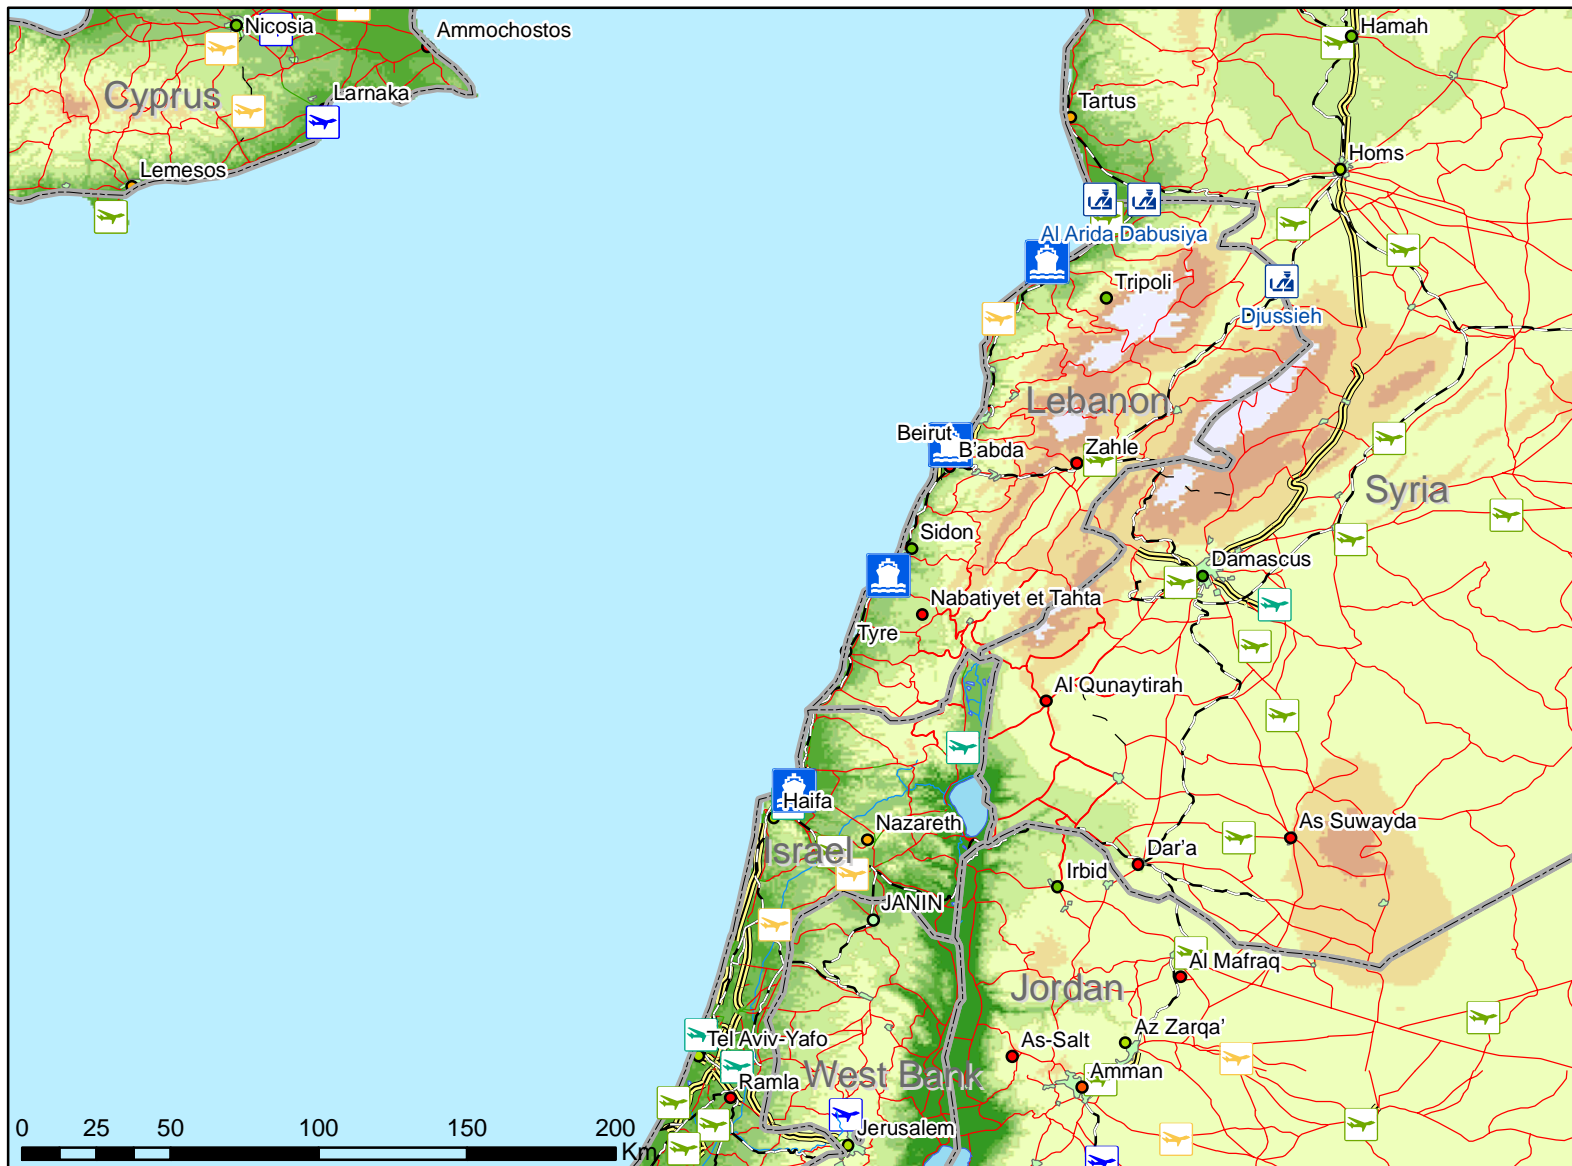 Nicosia
Ammochostos
Hamah
Cyprus
Larnaka
Tartus
Homs
Lemesos
Al Arida Dabusiya
Tripoli
Djussieh
Lebanon
Beirut
B'abda
Zahle
Syria
Sidon
Damascus
Nabatiyet et Tahta
Tyre
Al Qunaytirah
Haifa
Nazareth
As Suwayda
Israel
Dar'a
Irbid
JANIN
Al Mafraq
Jordan
Tel Aviv-Yafo
As-Salt
Az Zarqa'
West Bank
Ramla
Amman
Jerusalem
0 25 50 100 150 200
Km